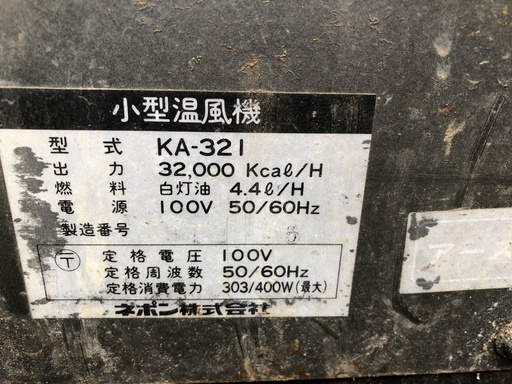 小型温風機
型式 KA-321
出力 32,000 Kcaℓ/H
燃料 白灯油 4.4ℓ/H
電源 100V 50/60Hz
製造番号
〒 定格電圧 100V
定格周波数 50/60Hz
定格消費電力 303/400W(最大)
ネポン株式会社
アース